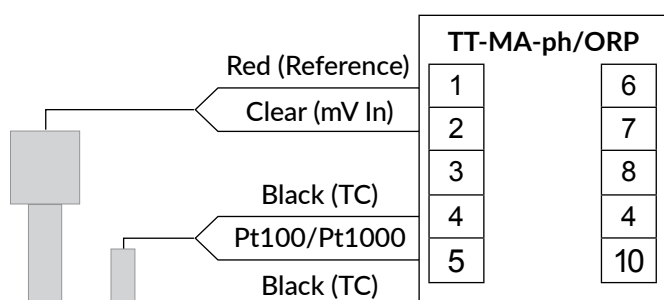 TT-MA-ph/ORP
Red (Reference)
Clear (mV In)
Black (TC)
Pt100/Pt1000
Black (TC)
1
2
3
4
5
6
7
8
4
10